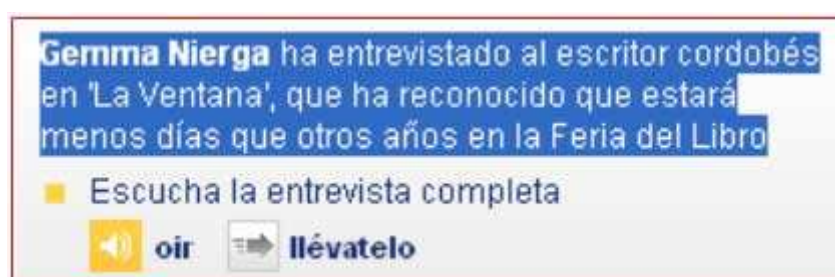 Gemma Nierga ha entrevistado al escritor cordobés
en 'La Ventana', que ha reconocido que estará
menos días que otros años en la Feria del Libro
Escucha la entrevista completa
oir llévatelo